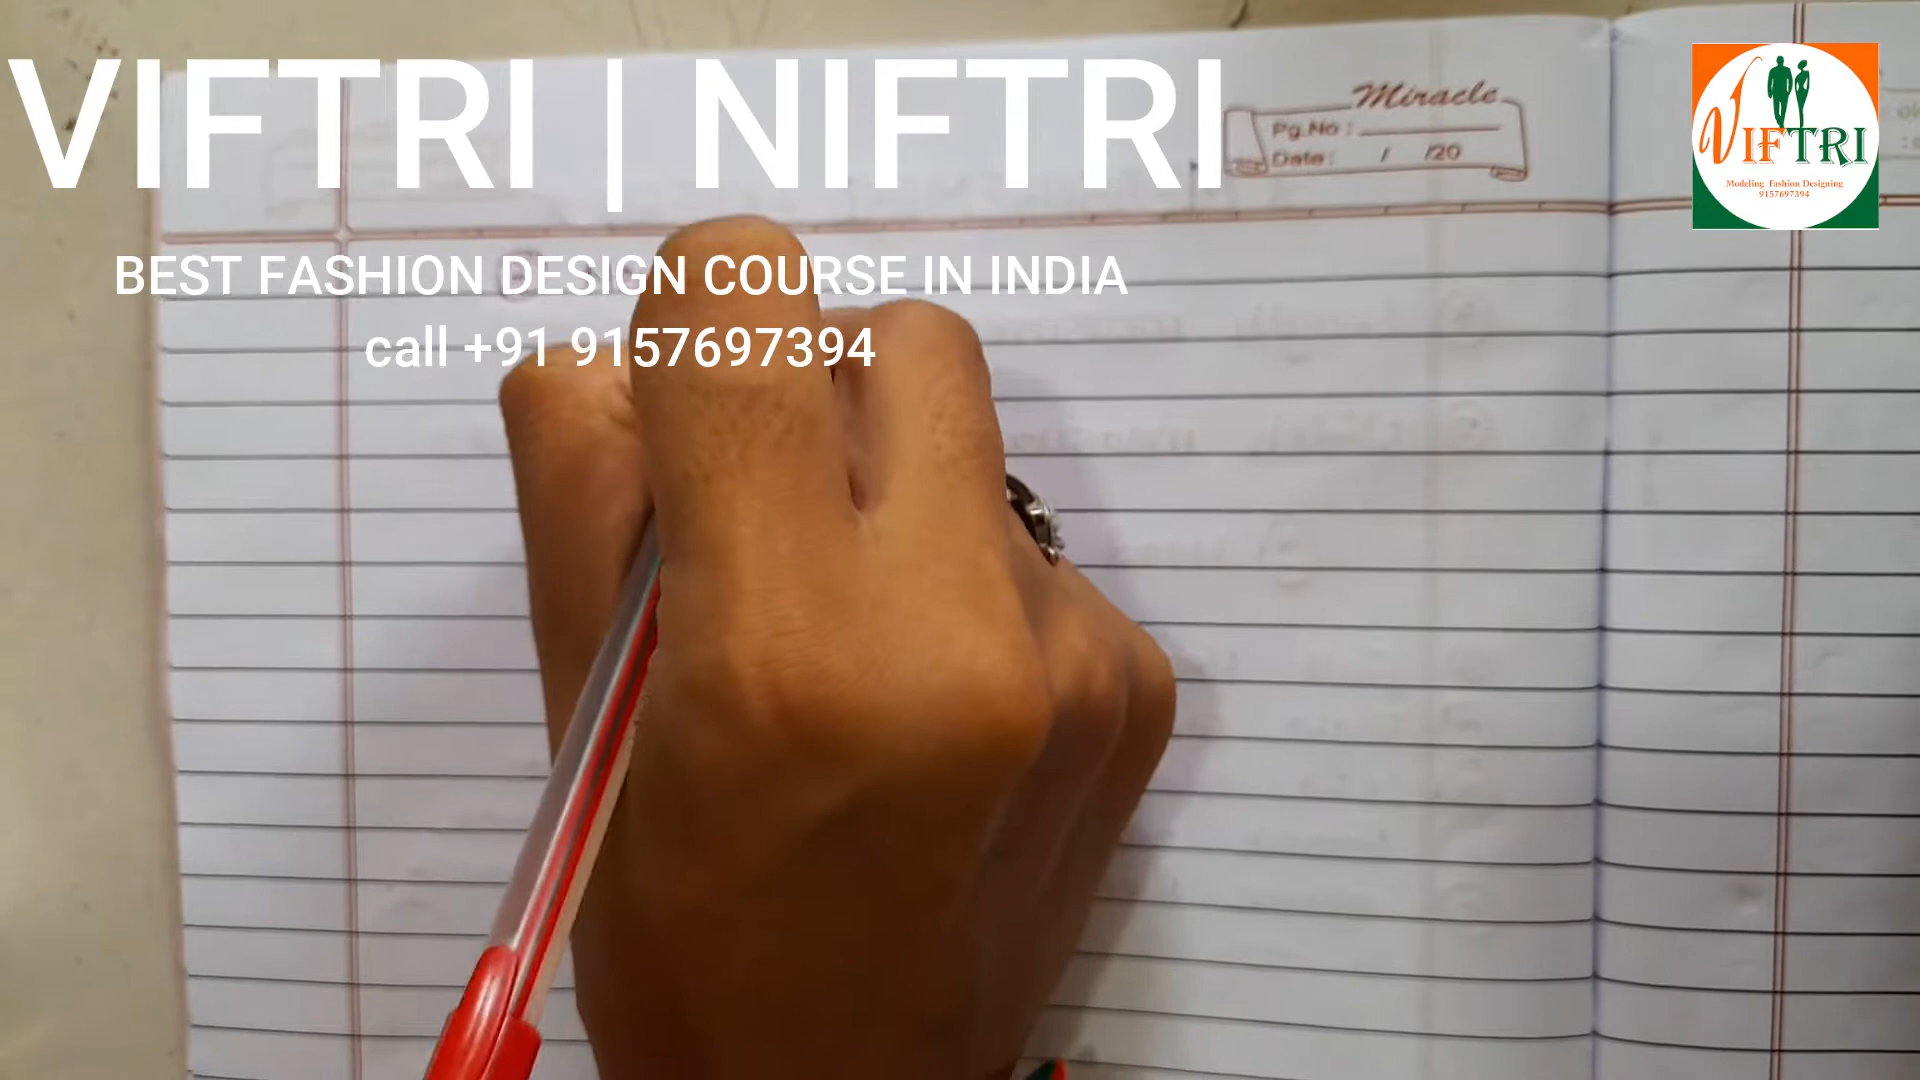 VIFTRI | NIFTRI
BEST FASHION DESIGN COURSE IN INDIA
call +91 9157697394
Miracle
Pg.No :
Date : / /20
VIFTRI
Modeling Fashion Designing
9157697394